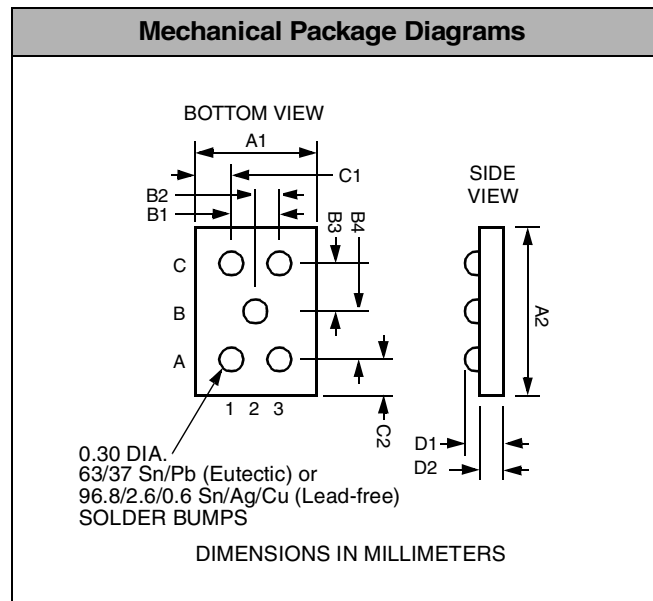 Mechanical Package Diagrams
BOTTOM VIEW
A1
C1
B2
B1
B3
B4
SIDE
VIEW
C
B
A
A2
1 2 3
C2
D1
D2
0.30 DIA.
63/37 Sn/Pb (Eutectic) or
96.8/2.6/0.6 Sn/Ag/Cu (Lead-free)
SOLDER BUMPS
DIMENSIONS IN MILLIMETERS